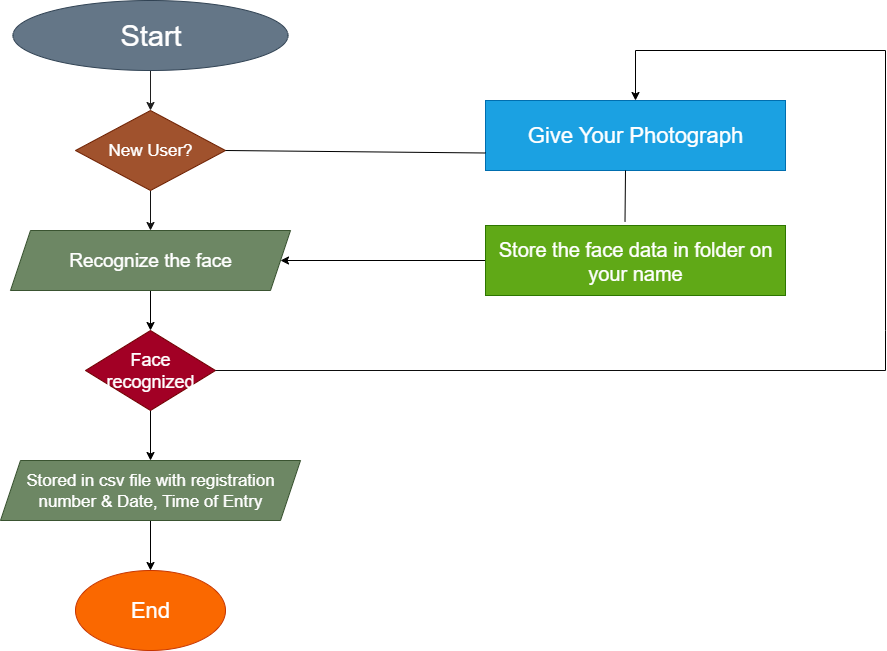 Start
New User?
Give Your Photograph
Recognize the face
Store the face data in folder on
your name
Face
recognized
Stored in csv file with registration
number & Date, Time of Entry
End